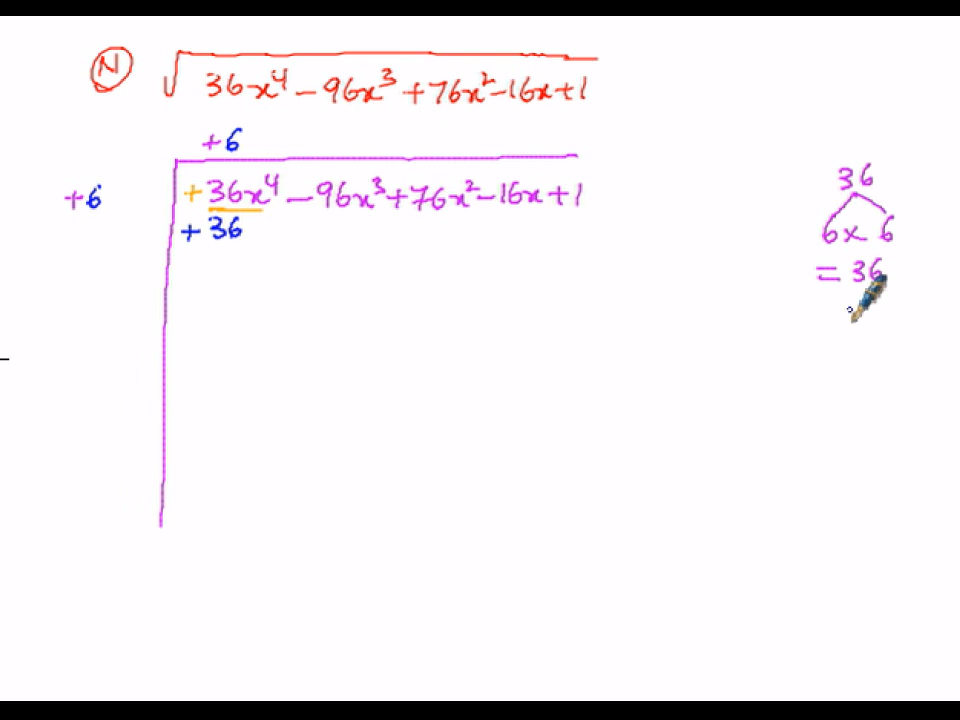 N √36x⁴ - 96x³ + 76x² - 16x + 1
+6
+6 +36x⁴ - 96x³ + 76x² - 16x + 1
+36
36
6 x 6
= 36